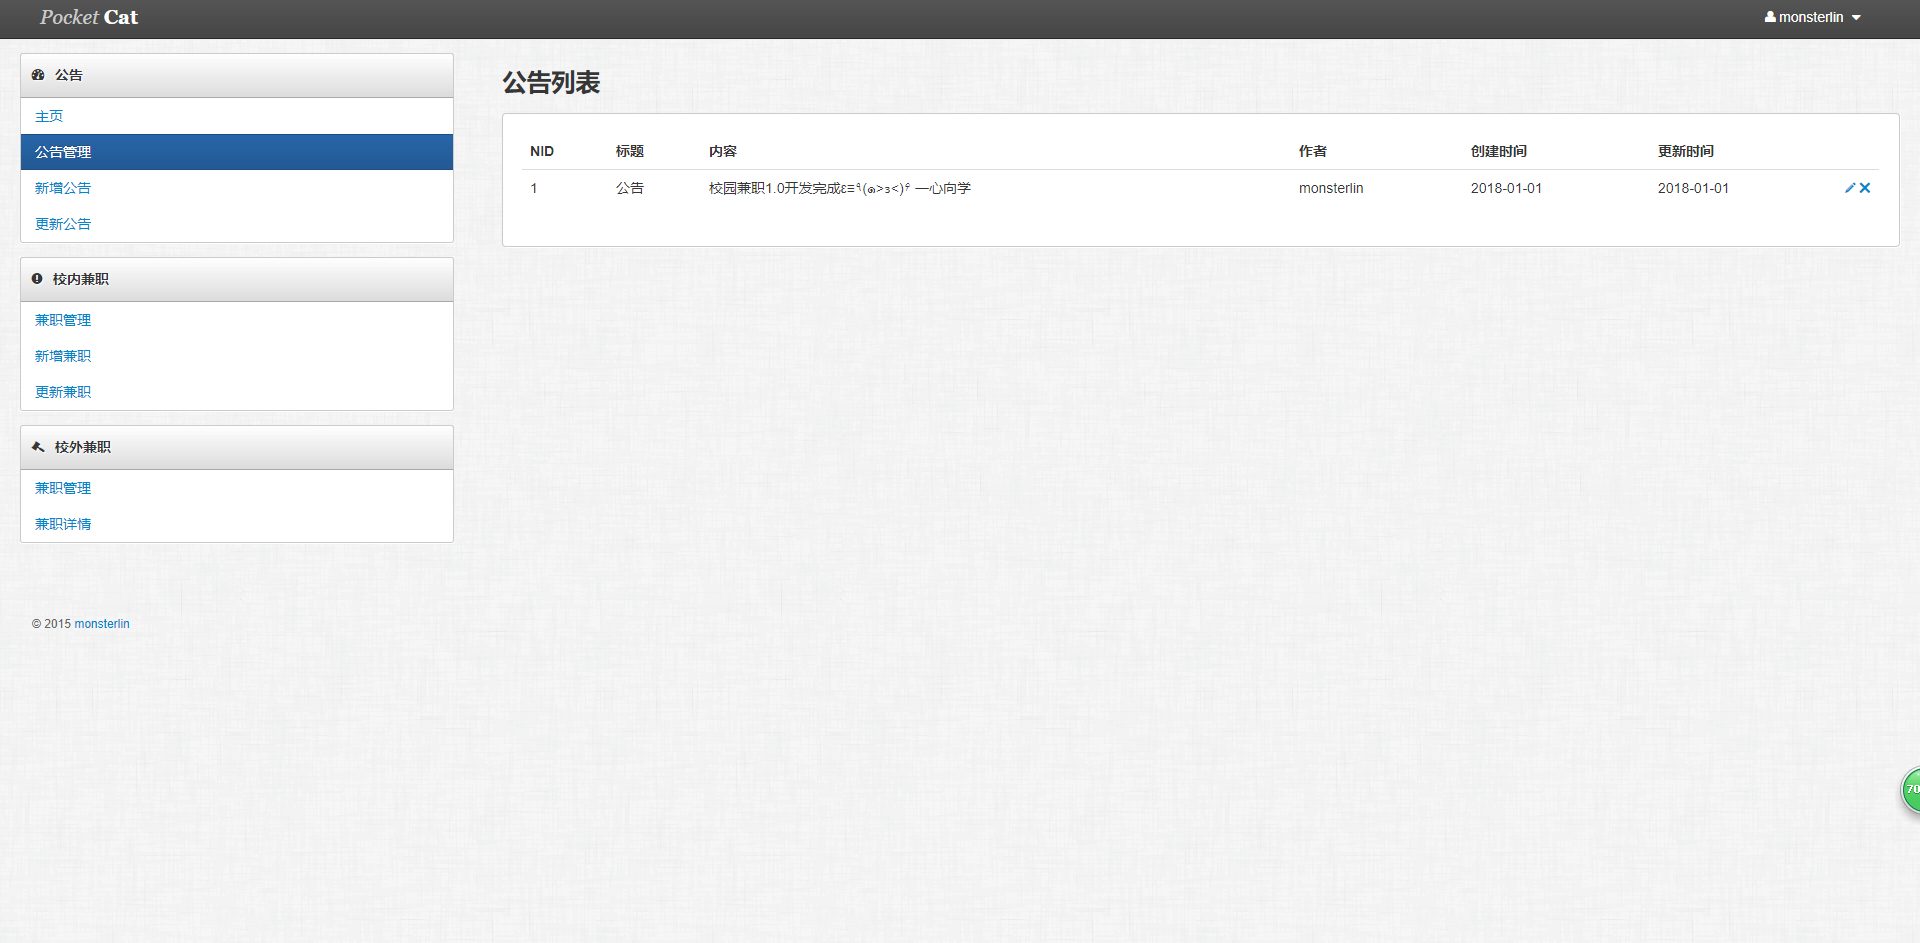 Pocket Cat
monsterlin
公告
主页
公告管理
新增公告
更新公告
校内兼职
兼职管理
新增兼职
更新兼职
校外兼职
兼职管理
兼职详情
© 2015 monsterlin
公告列表
NID 标题 内容 作者 创建时间 更新时间
1 公告 校园兼职1.0开发完成ε≡٩(๑>з<)۶ 一心向学 monsterlin 2018-01-01 2018-01-01
70